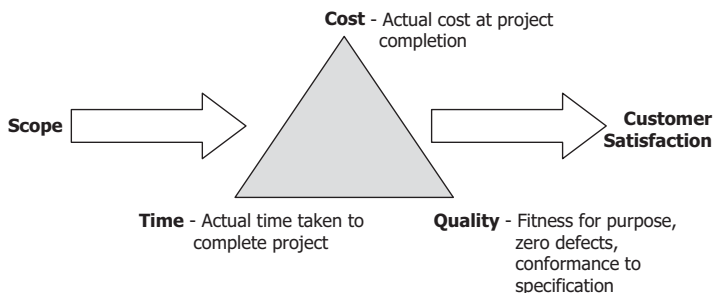 Cost - Actual cost at project
completion
Scope
Customer
Satisfaction
Time - Actual time taken to
complete project
Quality - Fitness for purpose,
zero defects,
conformance to
specification